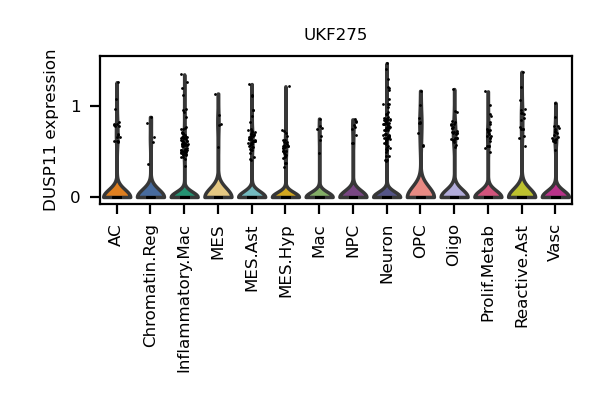 UKF275
DUSP11 expression
1
0
AC
Chromatin.Reg
Inflammatory.Mac
MES
MES.Ast
MES.Hyp
Mac
NPC
Neuron
OPC
Oligo
Prolif.Metab
Reactive.Ast
Vasc